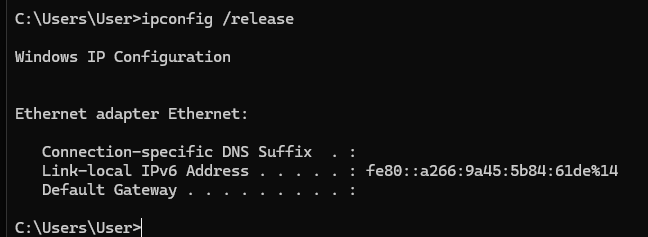 C:\Users\User>ipconfig /release
Windows IP Configuration
Ethernet adapter Ethernet:
Connection-specific DNS Suffix  . :
Link-local IPv6 Address . . . . . : fe80::a266:9a45:5b84:61de%14
Default Gateway . . . . . . . . . :
C:\Users\User>